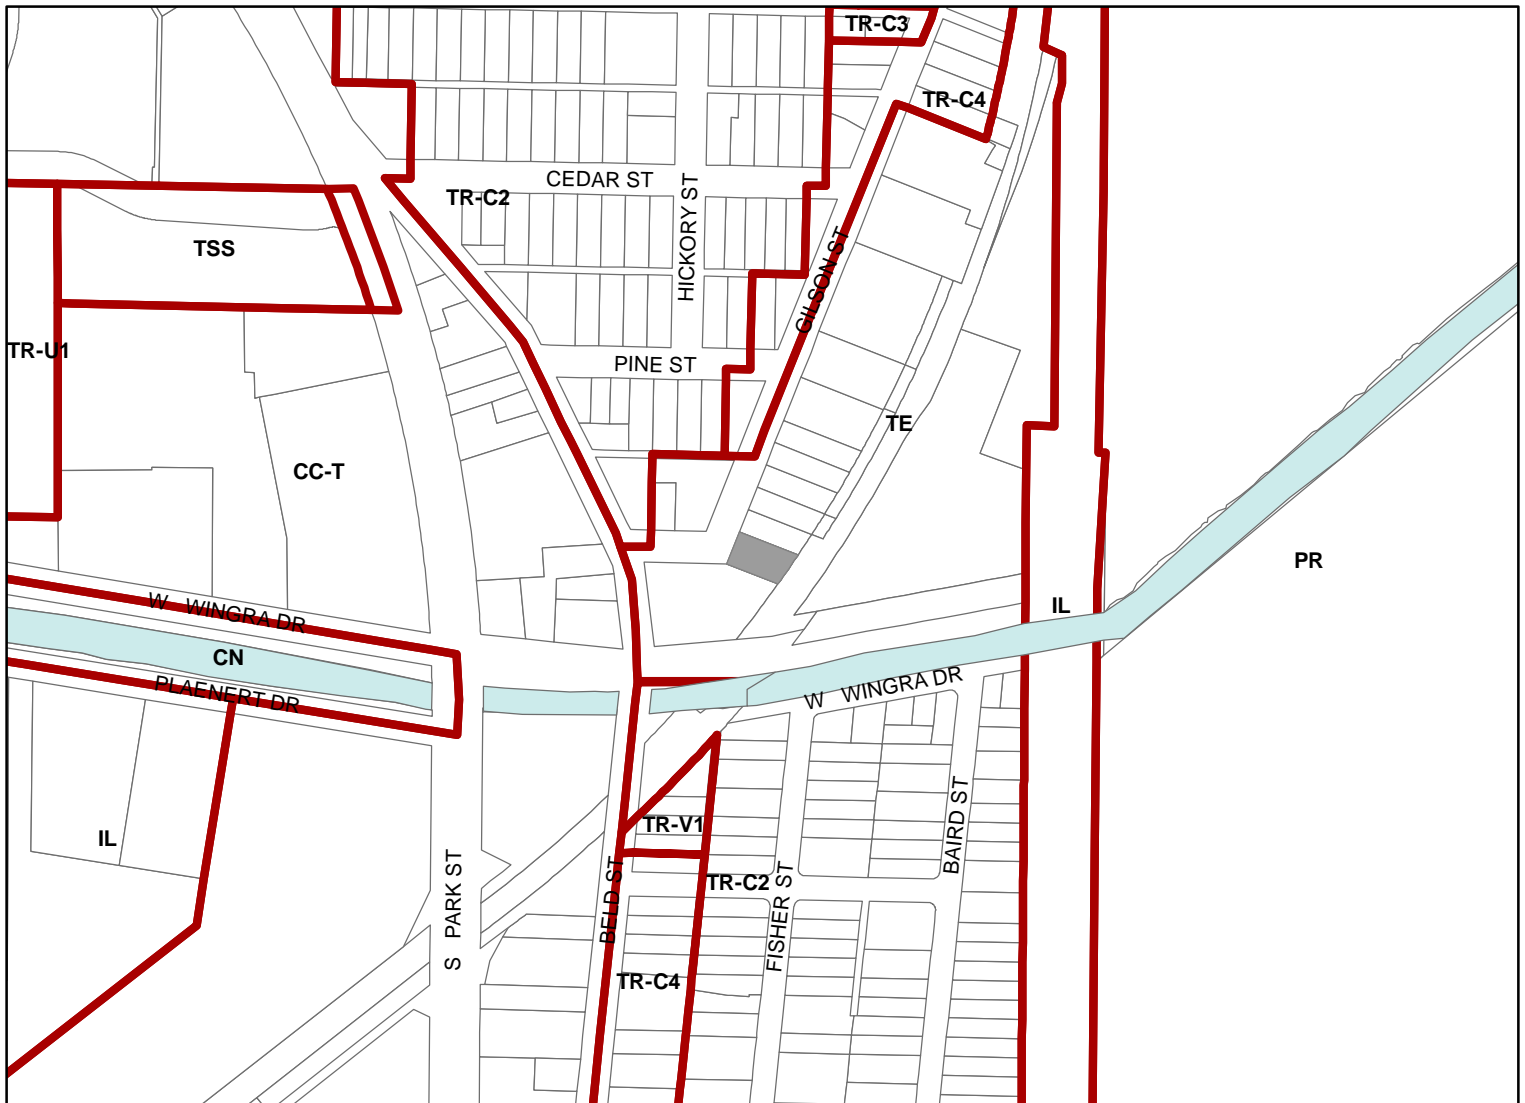 TR-C3
TR-C4
CEDAR ST
TR-C2
HICKORY ST
TSS
GILSON ST
TR-U1
PINE ST
TE
CC-T
PR
W WINGRA DR
IL
CN
PLAENERT DR
W WINGRA DR
BAIRD ST
TR-V1
IL
TR-C2
S PARK ST
BELD ST
FISHER ST
TR-C4